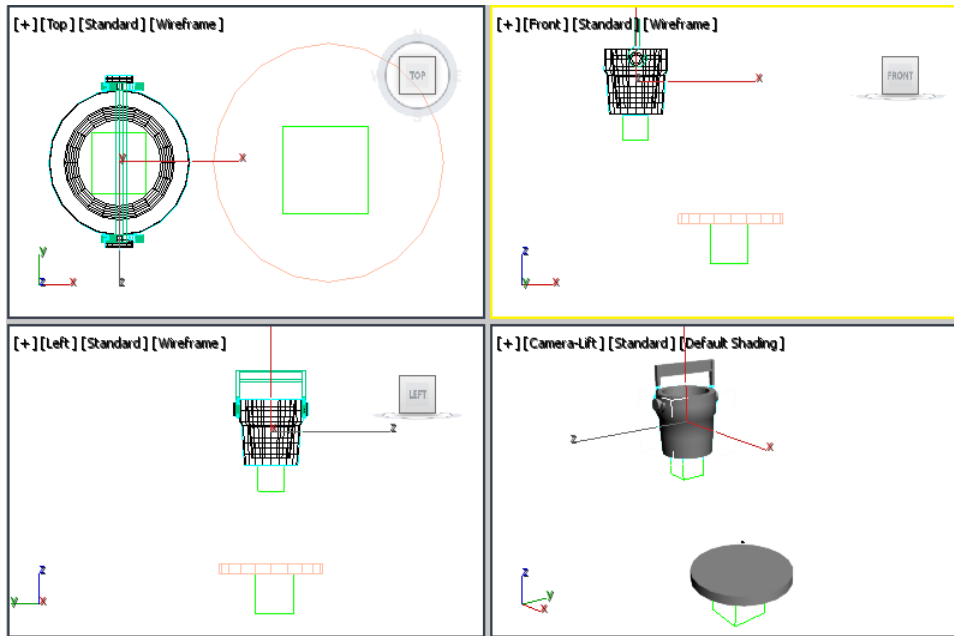 [+] [Top] [Standard] [Wireframe]
N
W
TOP
E
S
y
x
z
y
z
x
[+] [Front] [Standard] [Wireframe]
x
FRONT
z
y
x
[+] [Left] [Standard] [Wireframe]
LEFT
x
z
z
y
x
[+] [Camera-Lift] [Standard] [Default Shading]
z
x
z
y
x